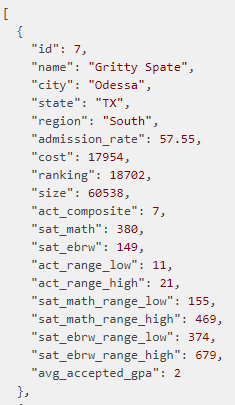 [
  {
    "id": 7,
    "name": "Gritty Spate",
    "city": "Odessa",
    "state": "TX",
    "region": "South",
    "admission_rate": 57.55,
    "cost": 17954,
    "ranking": 18702,
    "size": 60538,
    "act_composite": 7,
    "sat_math": 380,
    "sat_ebrw": 149,
    "act_range_low": 11,
    "act_range_high": 21,
    "sat_math_range_low": 155,
    "sat_math_range_high": 469,
    "sat_ebrw_range_low": 374,
    "sat_ebrw_range_high": 679,
    "avg_accepted_gpa": 2
  },